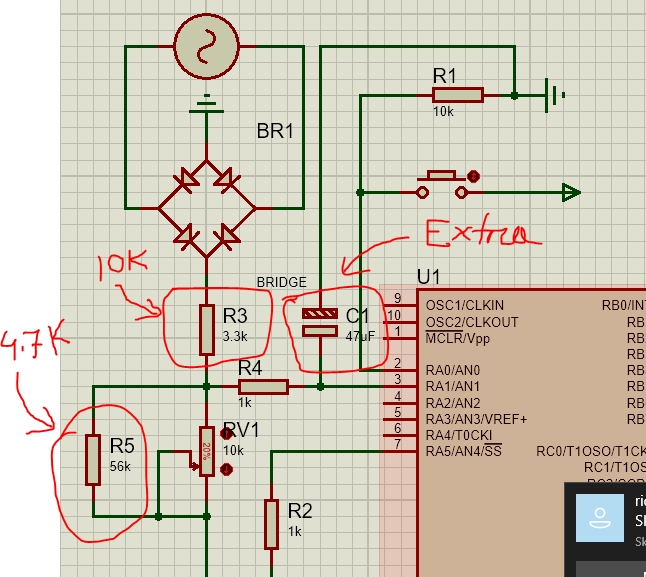 R1
10k
BR1
Extra
10K
BRIDGE
U1
R3
3.3k
C1
47uF
9
OSC1/CLKIN
RB0/INT
10
OSC2/CLKOUT
RB
1
MCLR/Vpp
RB
RB
4.7K
2
RA0/AN0
RB
R4
1k
3
RA1/AN1
RB
4
RA2/AN2
RB
5
RA3/AN3/VREF+
RB
6
RA4/T0CKI
7
RA5/AN4/SS
RC0/T1OSO/T1CK
RC1/T1OS
R5
56k
RV1
20%
10k
R2
1k
ric
Sk